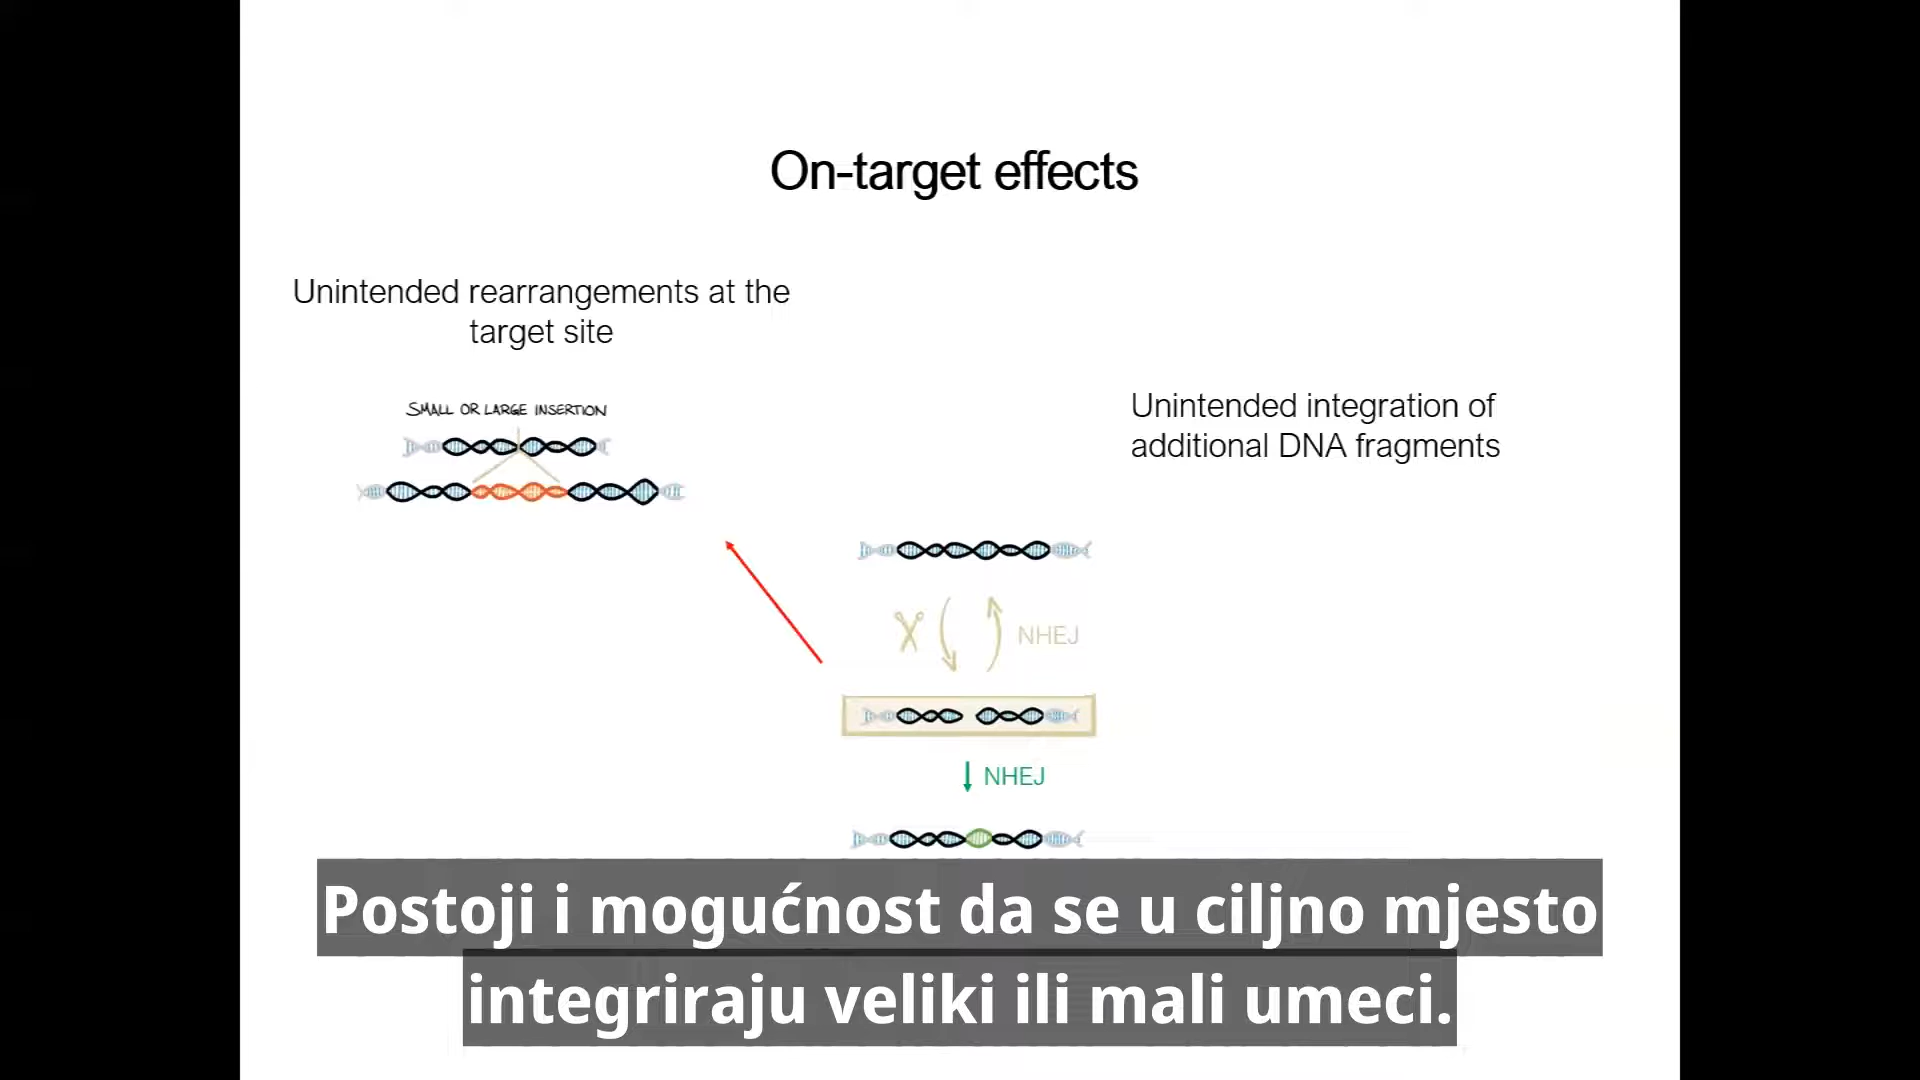 On-target effects
Unintended rearrangements at the
target site
SMALL OR LARGE INSERTION
Unintended integration of
additional DNA fragments
NHEJ
NHEJ
Postoji i mogućnost da se u ciljno mjesto
integriraju veliki ili mali umeci.